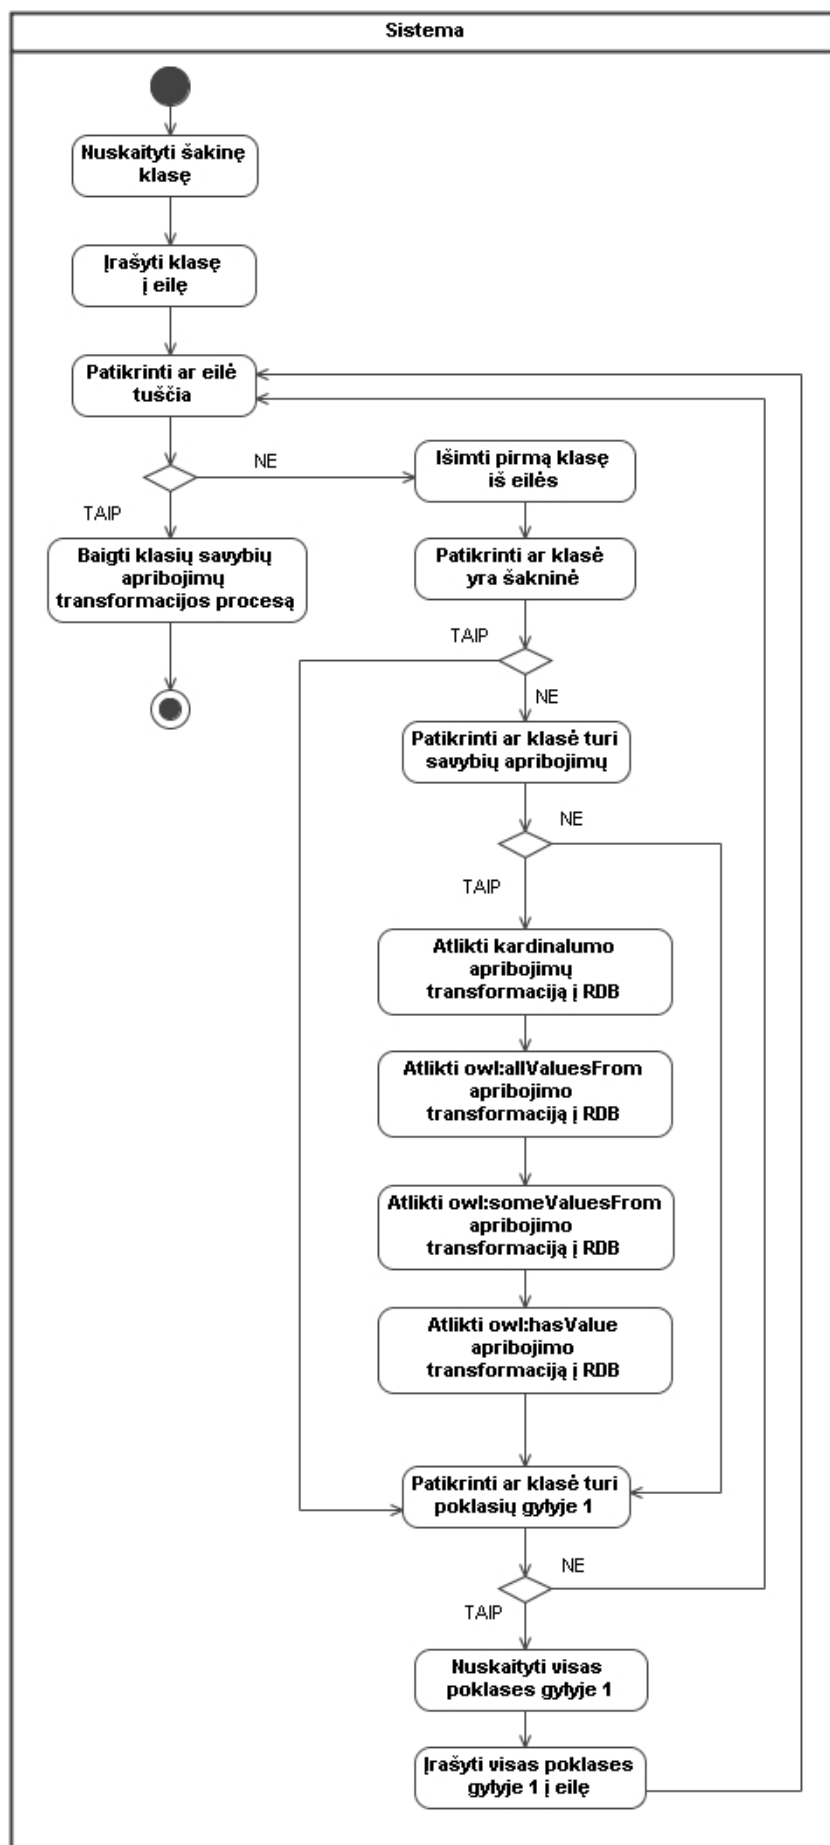 Sistema
Nuskaityti šakinę
klasę
Įrašyti klasę
į eilę
Patikrinti ar eilė
tuščia
NE
TAIP
Baigti klasių savybių
apribojimų
transformacijos procesą
Išimti pirmą klasę
iš eilės
Patikrinti ar klasė
yra šakninė
TAIP
NE
Patikrinti ar klasė turi
savybių apribojimų
NE
TAIP
Atlikti kardinalumo
apribojimų
transformaciją į RDB
Atlikti owl:allValuesFrom
apribojimo
transformaciją į RDB
Atlikti owl:someValuesFrom
apribojimo
transformaciją į RDB
Atlikti owl:hasValue
apribojimo
transformaciją į RDB
Patikrinti ar klasė turi
poklasių gylyje 1
NE
TAIP
Nuskaityti visas
poklases gylyje 1
Įrašyti visas poklases
gylyje 1 į eilę